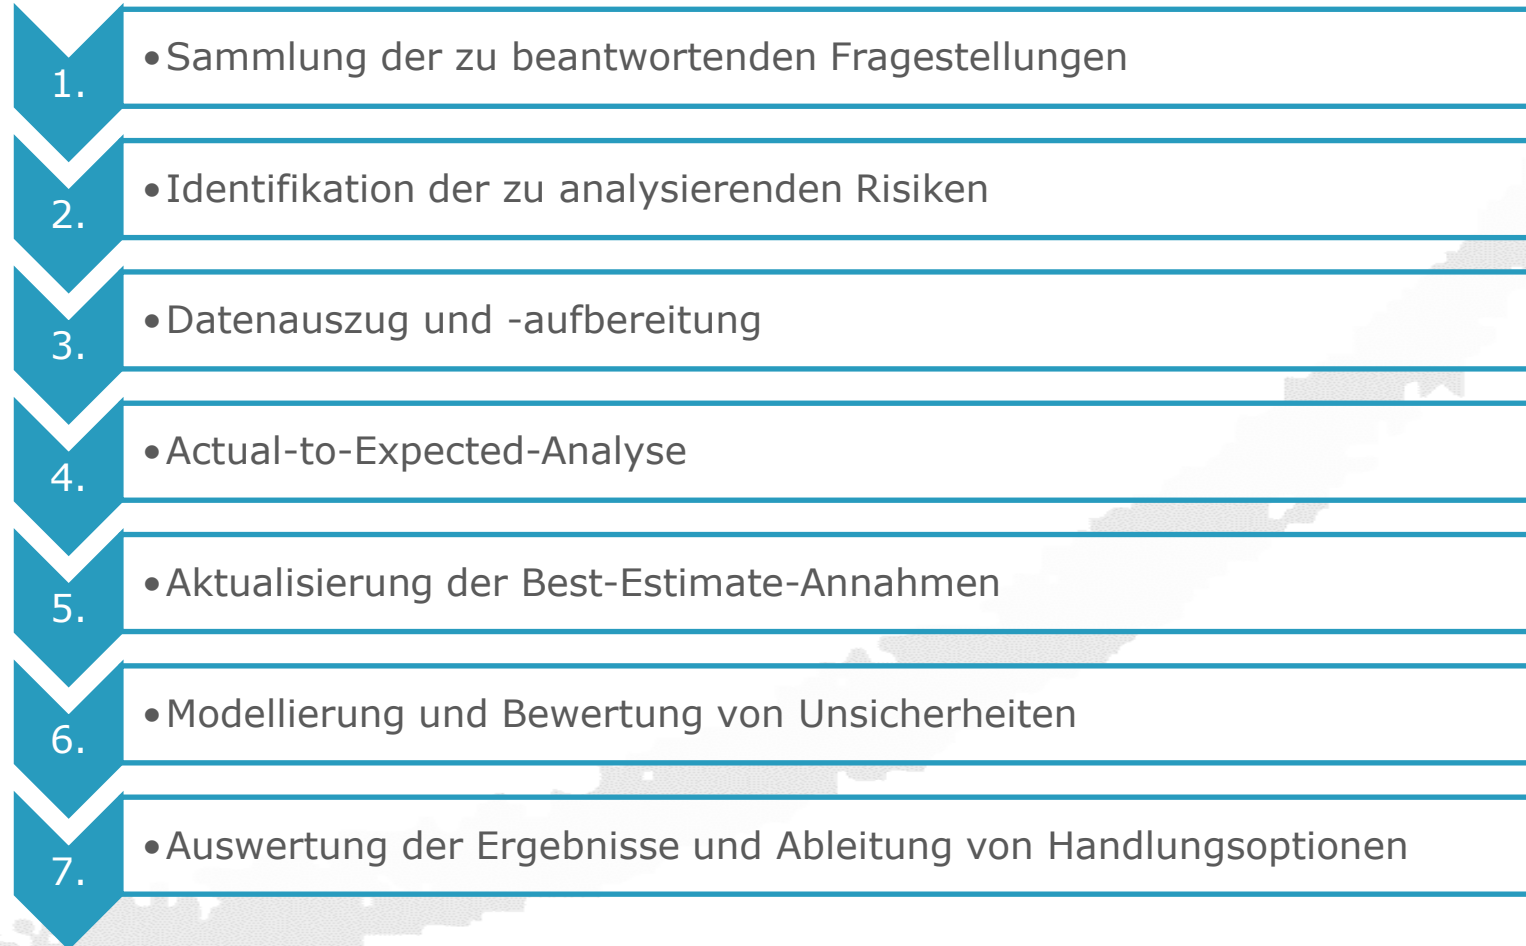 1.
•Sammlung der zu beantwortenden Fragestellungen
2.
•Identifikation der zu analysierenden Risiken
3.
•Datenauszug und -aufbereitung
4.
•Actual-to-Expected-Analyse
5.
•Aktualisierung der Best-Estimate-Annahmen
6.
•Modellierung und Bewertung von Unsicherheiten
7.
•Auswertung der Ergebnisse und Ableitung von Handlungsoptionen